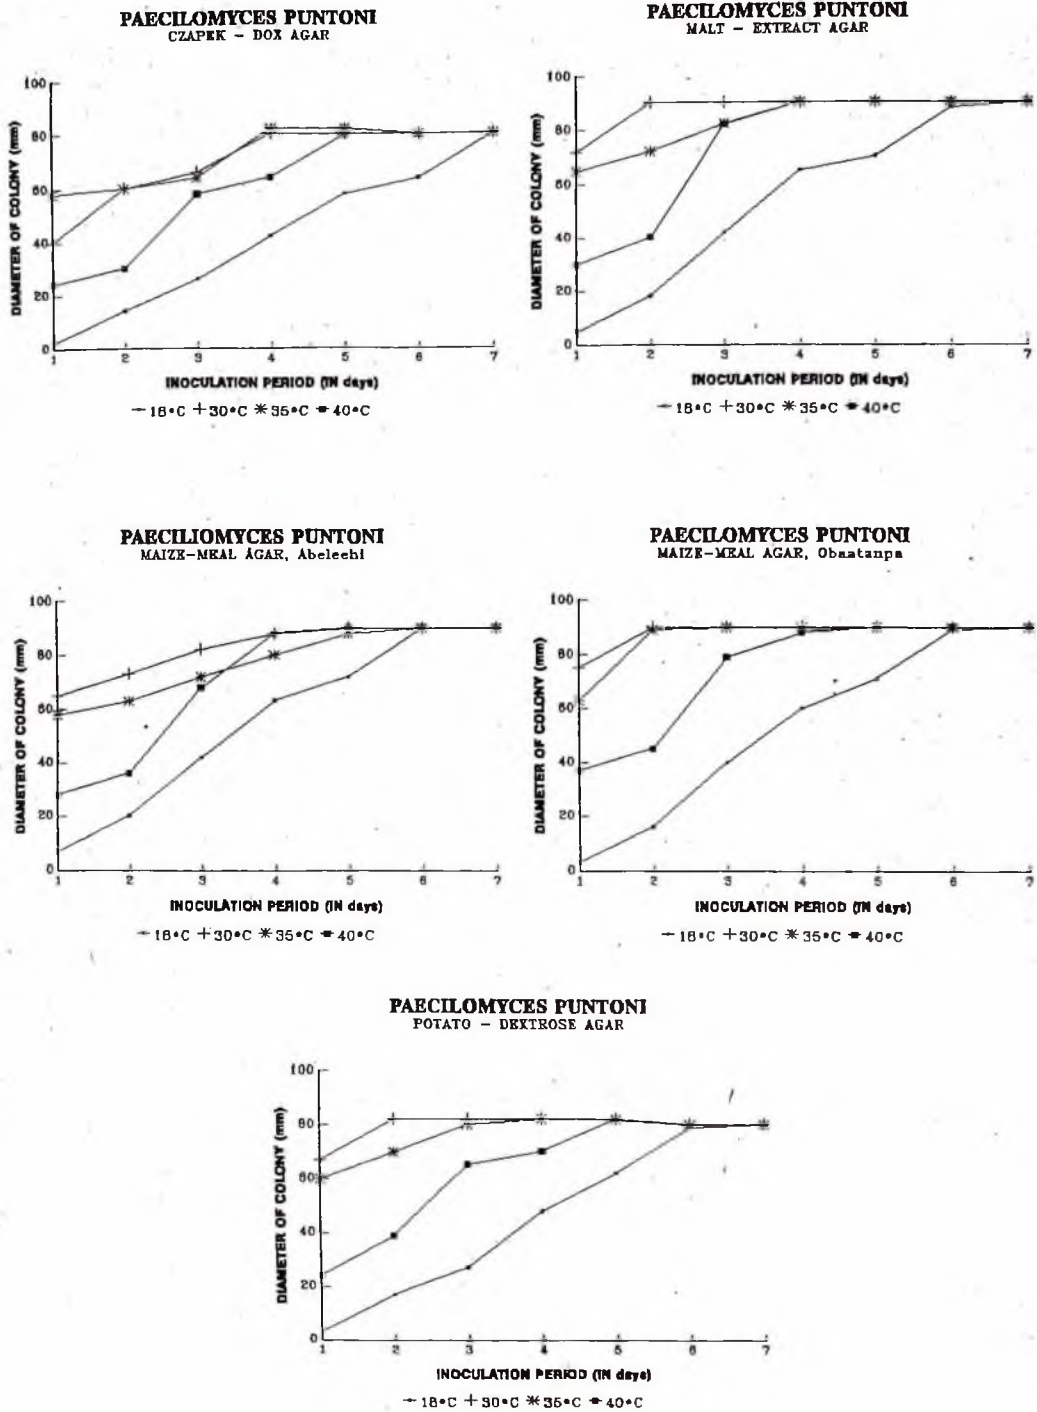 PAECILOMYCES PUNTONI
CZAPEK - DOX AGAR
DIAMETER OF COLONY (mm)
100
80
60
40
20
0
1 2 3 4 5 6 7
INOCULATION PERIOD (IN days)
18°C 30°C 35°C 40°C
PAECILOMYCES PUNTONI
MALT - EXTRACT AGAR
DIAMETER OF COLONY (mm)
100
80
60
40
20
0
1 2 3 4 5 6 7
INOCULATION PERIOD (IN days)
18°C 30°C 35°C 40°C
PAECILIOMYCES PUNTONI
MAIZE-MEAL AGAR, Abeleehi
DIAMETER OF COLONY (mm)
100
80
60
40
20
0
1 2 3 4 5 6 7
INOCULATION PERIOD (IN days)
18°C 30°C 35°C 40°C
PAECILOMYCES PUNTONI
MAIZE-MEAL AGAR, Obaatanpa
DIAMETER OF COLONY (mm)
100
80
60
40
20
0
1 2 3 4 5 6 7
INOCULATION PERIOD (IN days)
18°C 30°C 35°C 40°C
PAECILOMYCES PUNTONI
POTATO - DEXTROSE AGAR
DIAMETER OF COLONY (mm)
100
80
60
40
20
0
1 2 3 4 5 6 7
INOCULATION PERIOD (IN days)
18°C 30°C 35°C 40°C